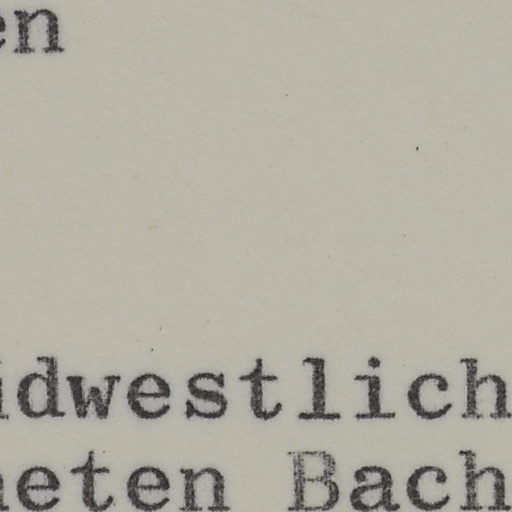 en
dwestlich
eten Bach